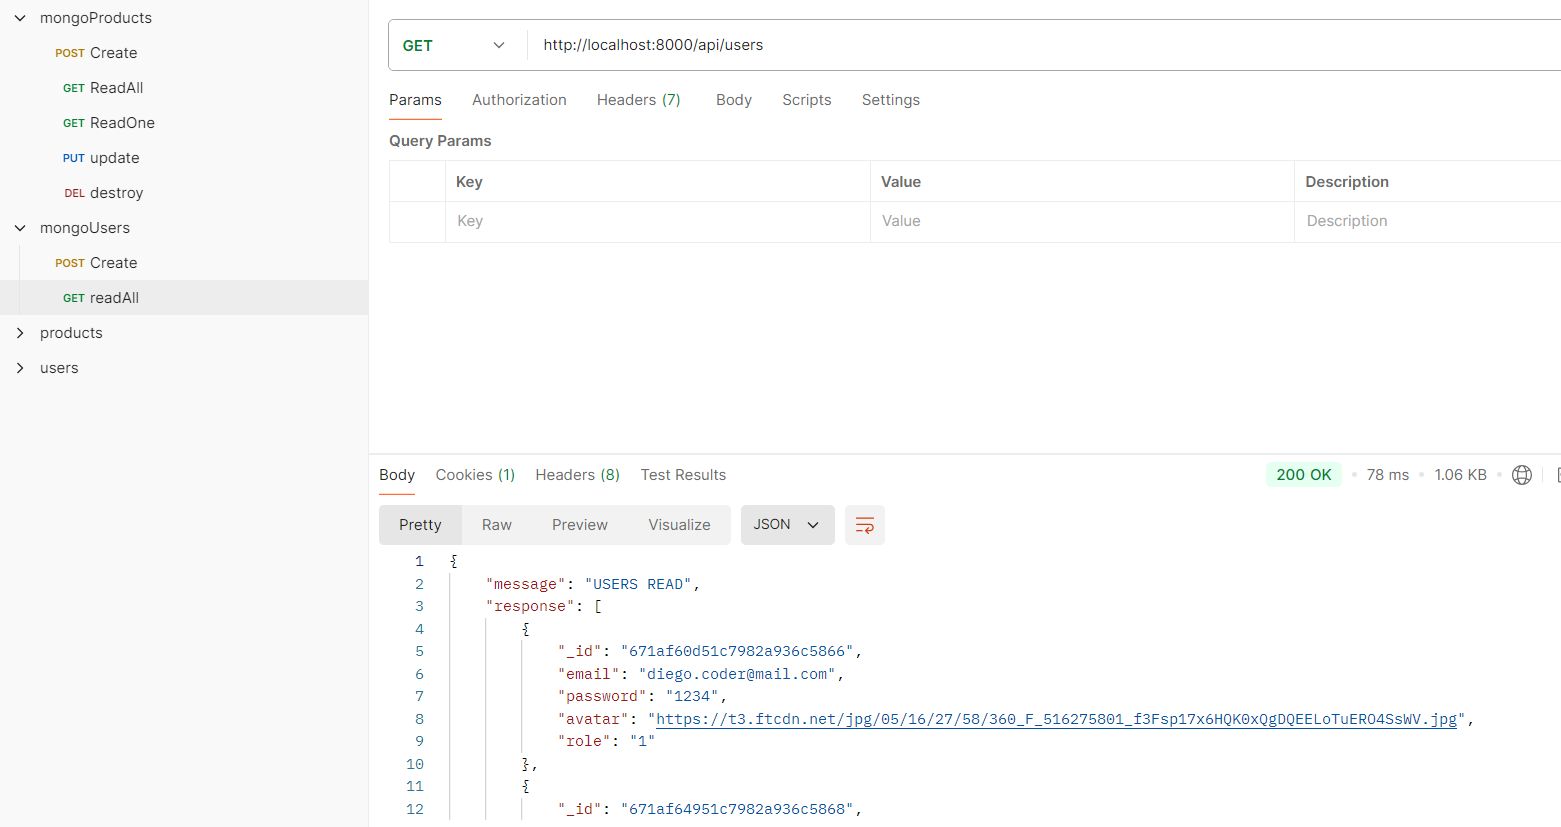 mongoProducts
POST Create
GET ReadAll
GET ReadOne
PUT update
DEL destroy
mongoUsers
POST Create
GET readAll
products
users
GET http://localhost:8000/api/users
Params Authorization Headers (7) Body Scripts Settings
Query Params
Key Value Description
Key Value Description
Body Cookies (1) Headers (8) Test Results 200 OK 78 ms 1.06 KB
Pretty Raw Preview Visualize JSON
1 {
2 "message": "USERS READ",
3 "response": [
4 {
5 "_id": "671af60d51c7982a936c5866",
6 "email": "diego.coder@mail.com",
7 "password": "1234",
8 "avatar": "https://t3.ftcdn.net/jpg/05/16/27/58/360_F_516275801_f3Fsp17x6HQK0xQgDQEELoTuERO4SsWV.jpg",
9 "role": "1"
10 },
11 {
12 "_id": "671af64951c7982a936c5868",